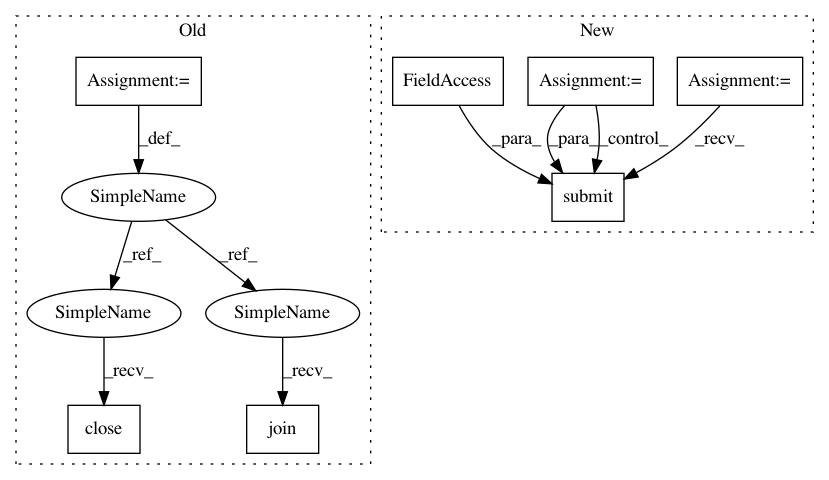 Old
New
Assignment:=
FieldAccess
Assignment:=
Assignment:=
_def_
_para_
_para_
_control_
_recv_
SimpleName
submit
_ref_
_ref_
SimpleName
SimpleName
_recv_
_recv_
close
join